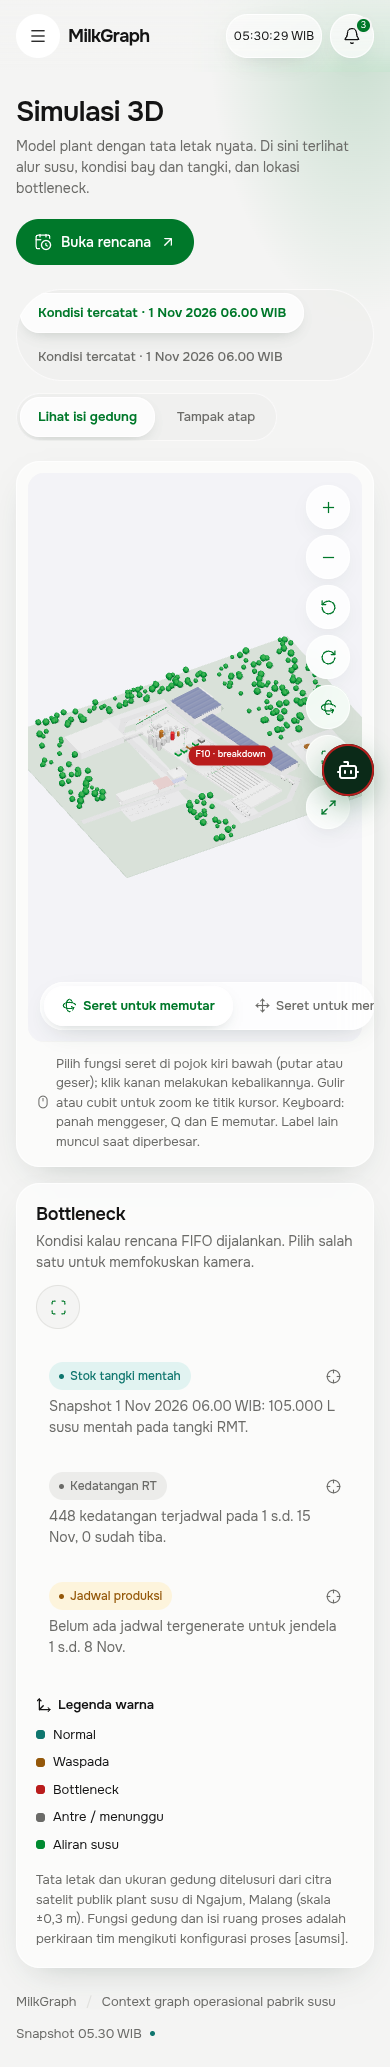 MilkGraph
05:30:29 WIB
3
Simulasi 3D
Model plant dengan tata letak nyata. Di sini terlihat
alur susu, kondisi bay dan tangki, dan lokasi
bottleneck.
Buka rencana
Kondisi tercatat · 1 Nov 2026 06.00 WIB
Kondisi tercatat · 1 Nov 2026 06.00 WIB
Lihat isi gedung
Tampak atap
F10 · breakdown
Seret untuk memutar
Seret untuk mer
Pilih fungsi seret di pojok kiri bawah (putar atau
geser); klik kanan melakukan kebalikannya. Gulir
atau cubit untuk zoom ke titik kursor. Keyboard:
panah menggeser, Q dan E memutar. Label lain
muncul saat diperbesar.
Bottleneck
Kondisi kalau rencana FIFO dijalankan. Pilih salah
satu untuk memfokuskan kamera.
Stok tangki mentah
Snapshot 1 Nov 2026 06.00 WIB: 105.000 L
susu mentah pada tangki RMT.
Kedatangan RT
448 kedatangan terjadwal pada 1 s.d. 15
Nov, 0 sudah tiba.
Jadwal produksi
Belum ada jadwal tergenerate untuk jendela
1 s.d. 8 Nov.
Legenda warna
Normal
Waspada
Bottleneck
Antre / menunggu
Aliran susu
Tata letak dan ukuran gedung ditelusuri dari citra
satelit publik plant susu di Ngajum, Malang (skala
±0,3 m). Fungsi gedung dan isi ruang proses adalah
perkiraan tim mengikuti konfigurasi proses [asumsi].
MilkGraph / Context graph operasional pabrik susu
Snapshot 05.30 WIB